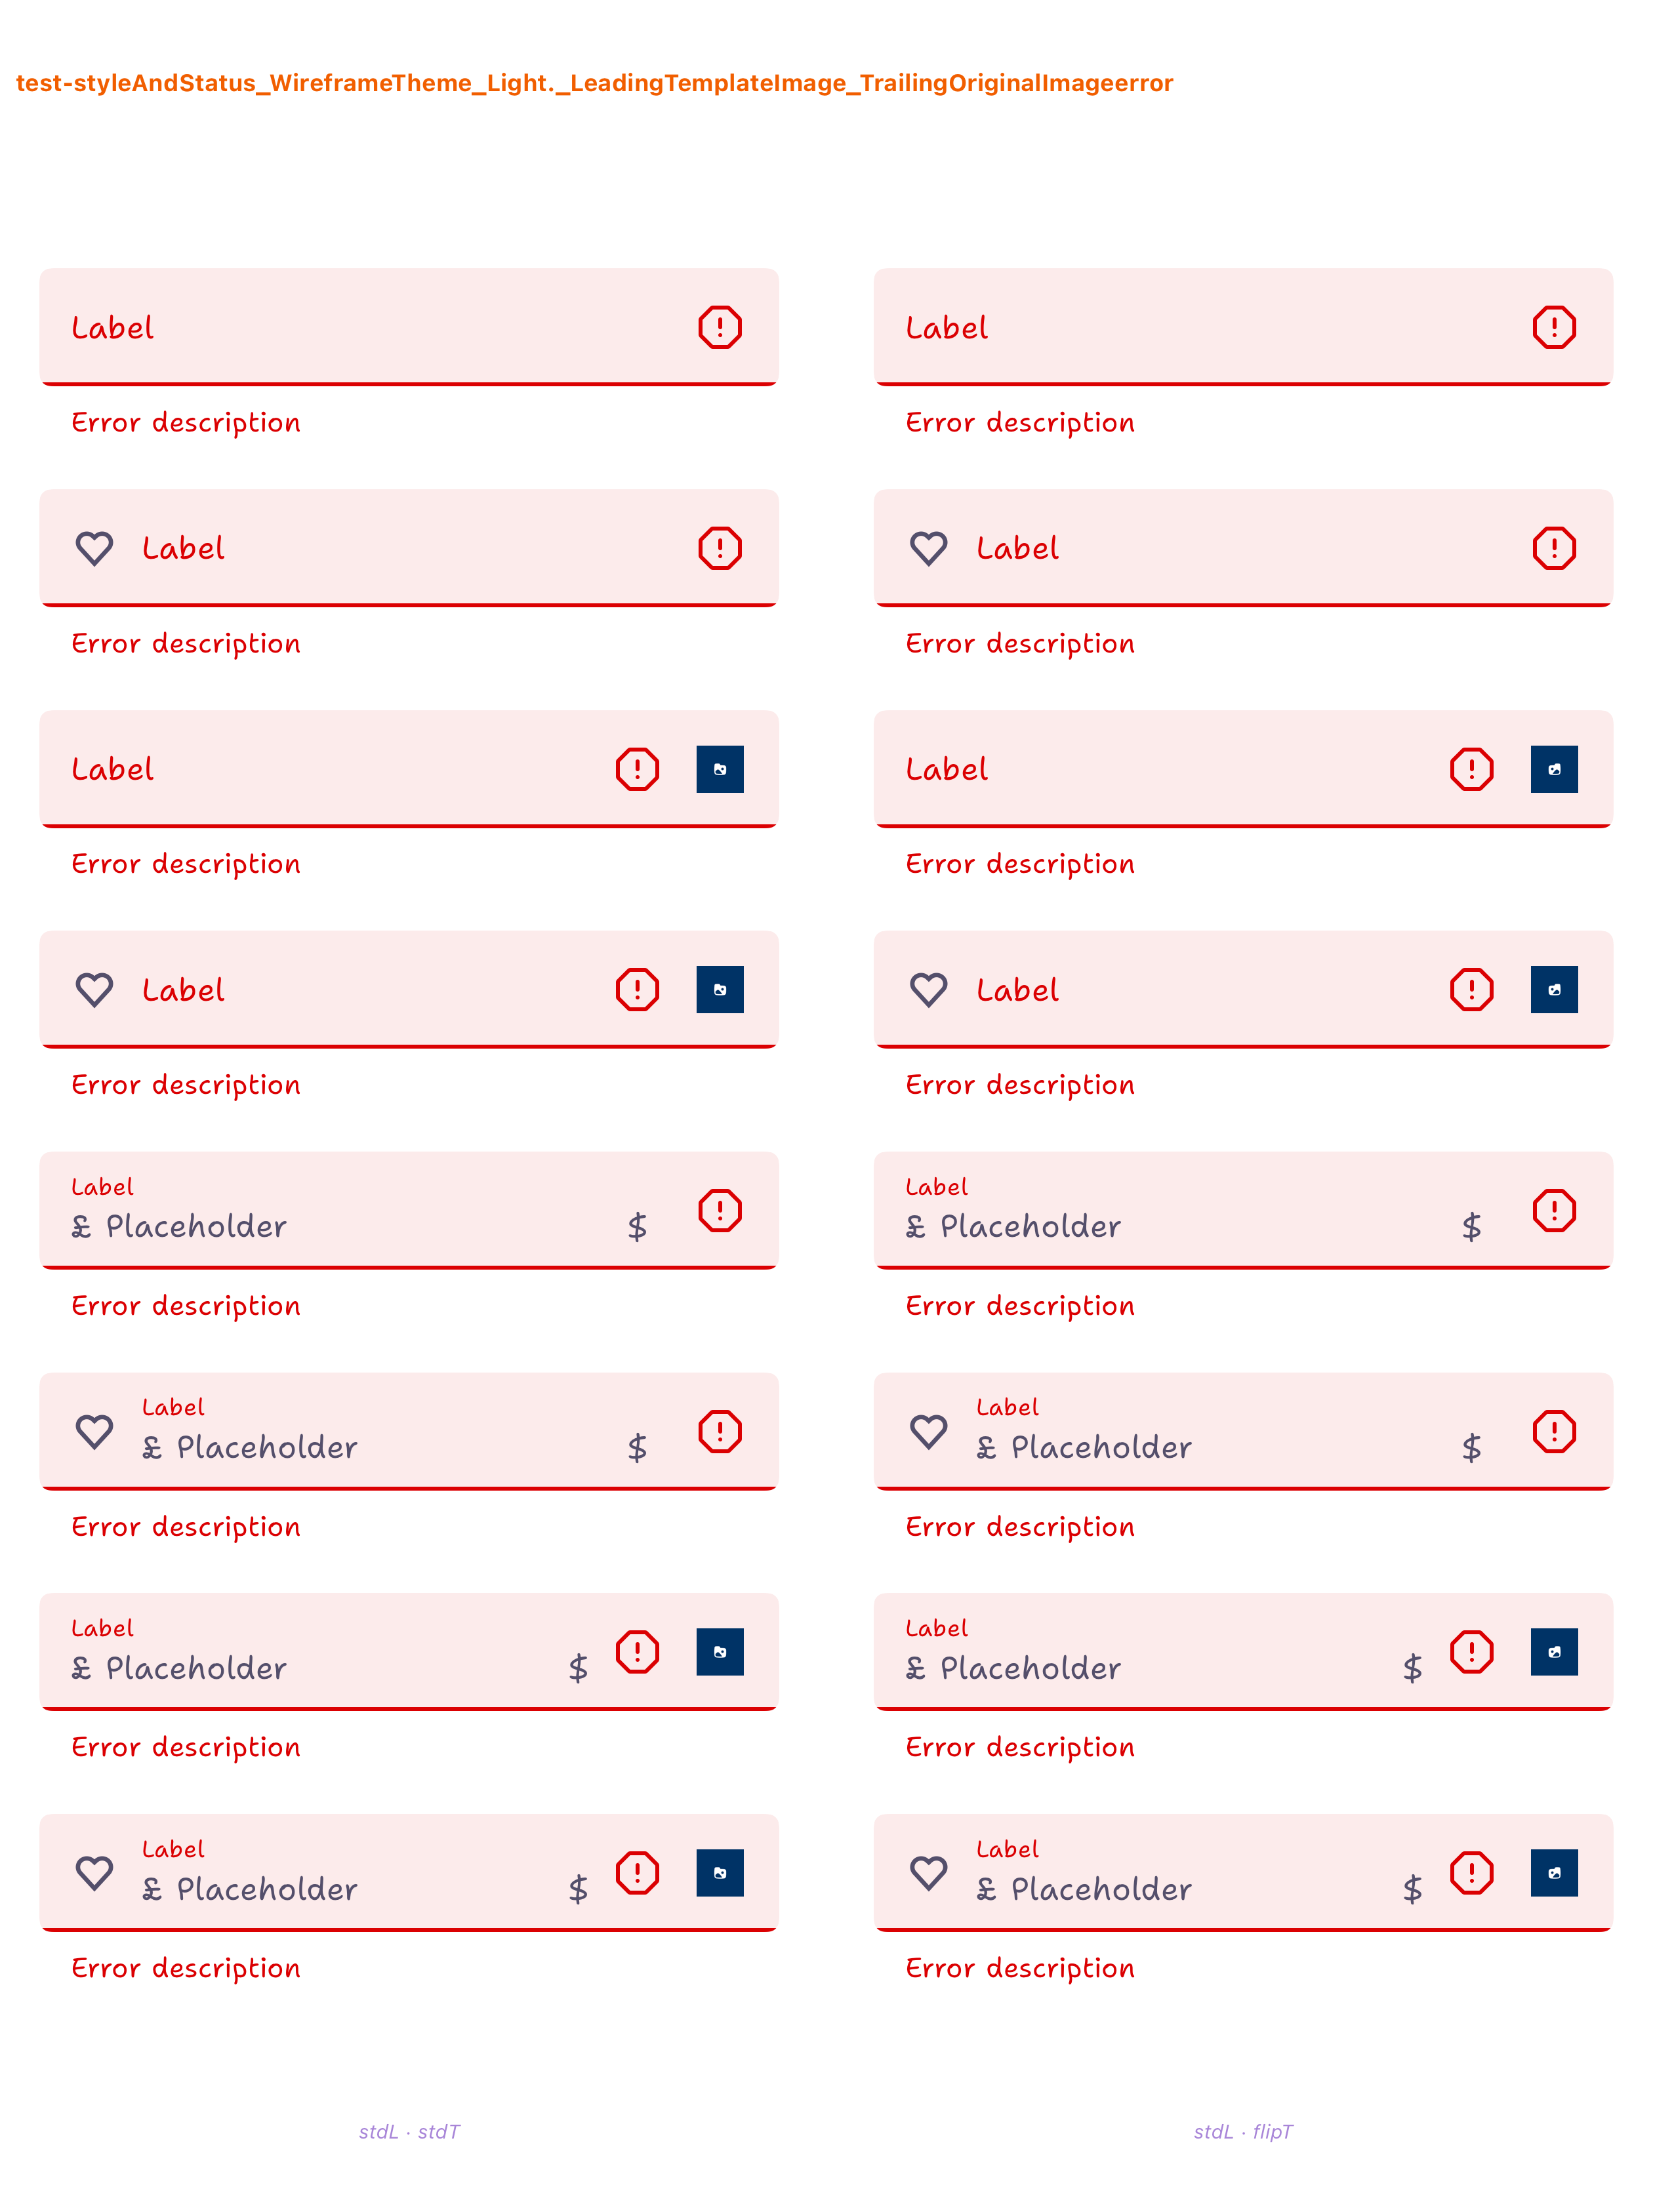 test-styleAndStatus_WireframeTheme_Light._LeadingTemplateImage_TrailingOriginalImageerror
Label
Label
Error description
Error description
Label
Label
Error description
Error description
Label
Label
Error description
Error description
Label
Label
Error description
Error description
Label
£ Placeholder $
Label
£ Placeholder $
Error description
Error description
Label
£ Placeholder $
Label
£ Placeholder $
Error description
Error description
Label
£ Placeholder $
Label
£ Placeholder $
Error description
Error description
Label
£ Placeholder $
Label
£ Placeholder $
Error description
Error description
stdL · stdT
stdL · flipT